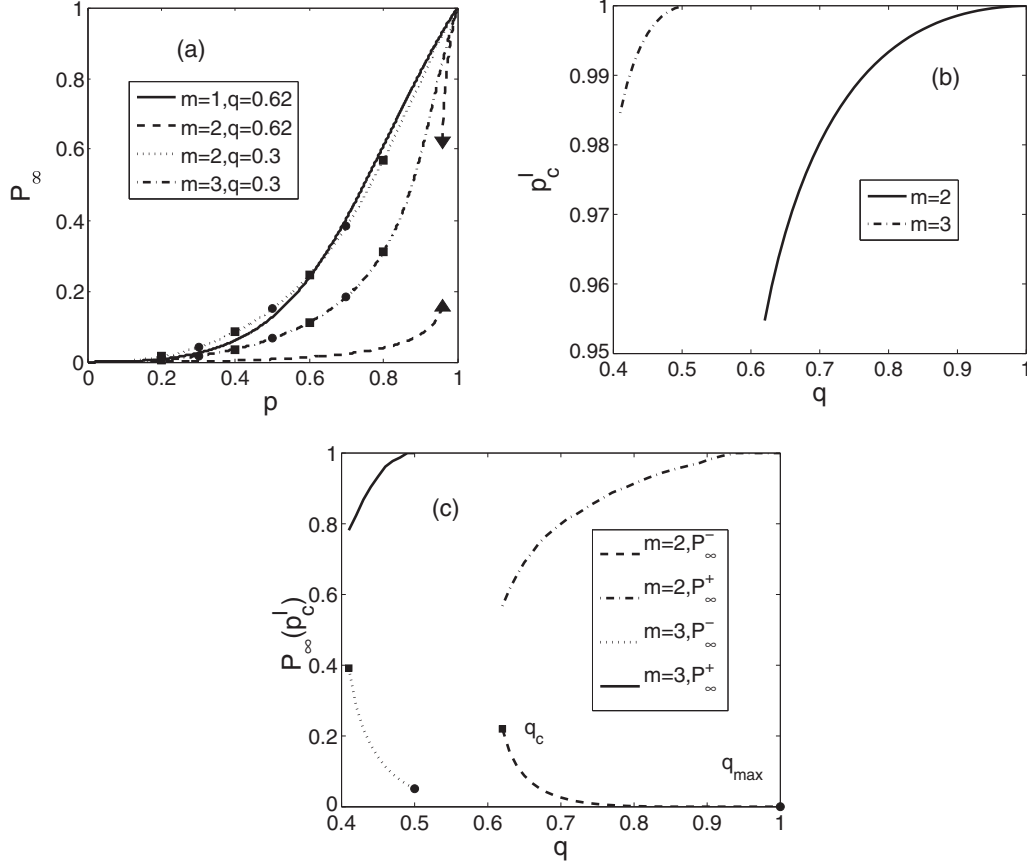 (a)
m=1,q=0.62
m=2,q=0.62
m=2,q=0.3
m=3,q=0.3
P∞
1
0.8
0.6
0.4
0.2
0
0 0.2 0.4 0.6 0.8 1
p
(b)
m=2
m=3
p_c^I
1
0.99
0.98
0.97
0.96
0.95
0.4 0.5 0.6 0.7 0.8 0.9 1
q
(c)
m=2,P∞^-
m=2,P∞^+
m=3,P∞^-
m=3,P∞^+
q_c
q_max
P∞(p_c^I)
1
0.8
0.6
0.4
0.2
0
0.4 0.5 0.6 0.7 0.8 0.9 1
q